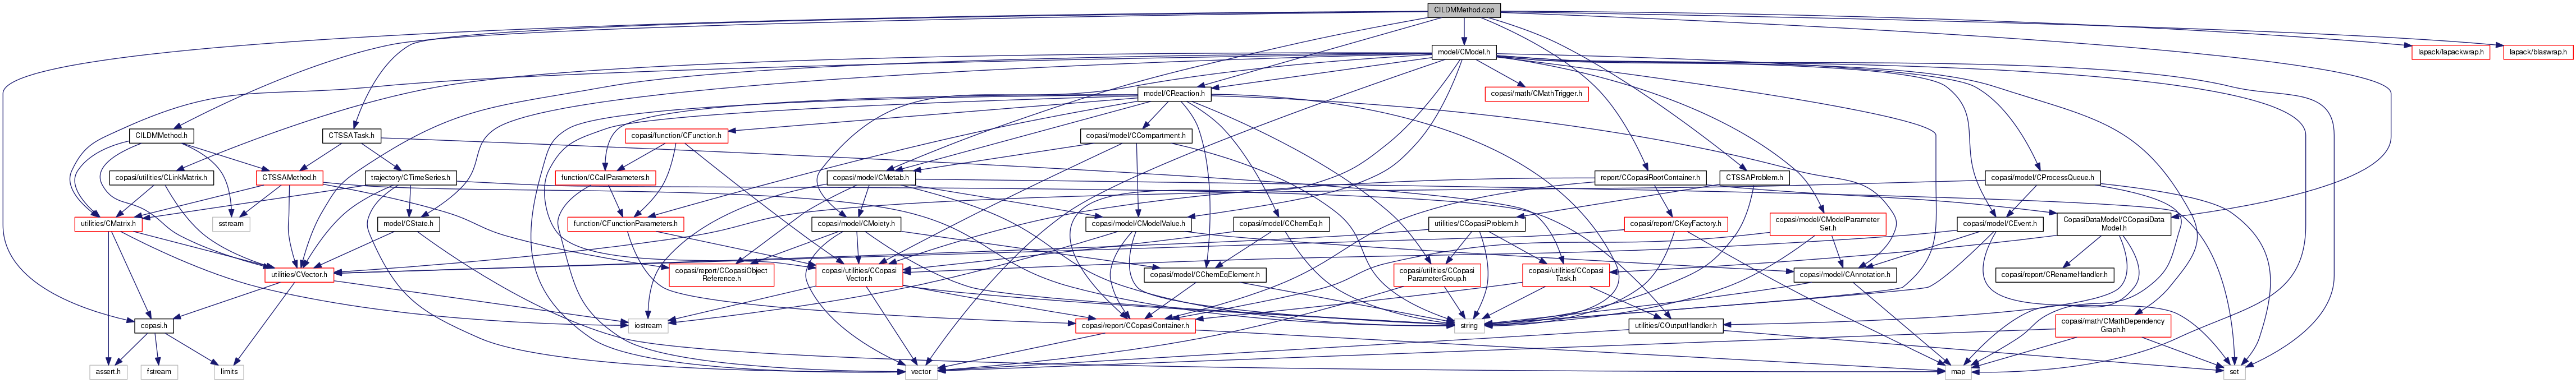 CILDMMethod.cpp
model/CModel.h
lapack/lapackwrap.h
lapack/blaswrap.h
model/CReaction.h
copasi/math/CMathTrigger.h
CILDMMethod.h
CTSSATask.h
copasi/function/CFunction.h
copasi/model/CCompartment.h
copasi/utilities/CLinkMatrix.h
CTSSAMethod.h
trajectory/CTimeSeries.h
function/CCallParameters.h
copasi/model/CMetab.h
report/CCopasiRootContainer.h
CTSSAProblem.h
copasi/model/CProcessQueue.h
utilities/CMatrix.h
sstream
model/CState.h
function/CFunctionParameters.h
copasi/model/CMoiety.h
copasi/model/CModelValue.h
copasi/model/CChemEq.h
utilities/CCopasiProblem.h
copasi/report/CKeyFactory.h
copasi/model/CModelParameter
Set.h
copasi/model/CEvent.h
CopasiDataModel/CCopasiData
Model.h
utilities/CVector.h
copasi/report/CCopasiObject
Reference.h
copasi/utilities/CCopasi
Vector.h
copasi/model/CChemEqElement.h
copasi/utilities/CCopasi
ParameterGroup.h
copasi/utilities/CCopasi
Task.h
copasi/model/CAnnotation.h
copasi/report/CRenameHandler.h
copasi.h
iostream
copasi/report/CCopasiContainer.h
string
utilities/COutputHandler.h
copasi/math/CMathDependency
Graph.h
assert.h
fstream
limits
vector
map
set